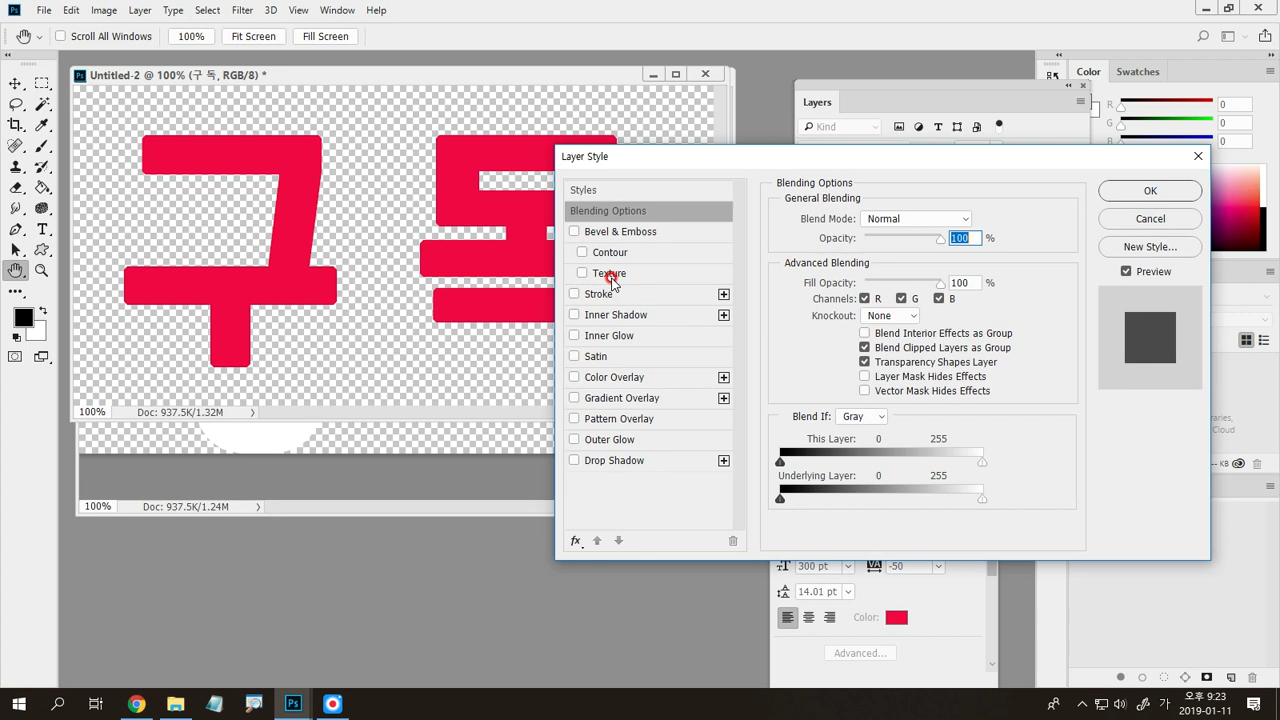 Ps File Edit Image Layer Type Select Filter 3D View Window Help
Scroll All Windows 100% Fit Screen Fill Screen
Untitled-2 @ 100% (구 독, RGB/8) *
Color Swatches
Layers
R 0
G 0
B 0
Kind
구독
Layer Style
Styles
Blending Options
Bevel & Emboss
Contour
Texture
Stroke
Inner Shadow
Inner Glow
Satin
Color Overlay
Gradient Overlay
Pattern Overlay
Outer Glow
Drop Shadow
fx
Blending Options
General Blending
Blend Mode: Normal
Opacity: 100 %
Advanced Blending
Fill Opacity: 100 %
Channels: R G B
Knockout: None
Blend Interior Effects as Group
Blend Clipped Layers as Group
Transparency Shapes Layer
Layer Mask Hides Effects
Vector Mask Hides Effects
Blend If: Gray
This Layer: 0 255
Underlying Layer: 0 255
OK
Cancel
New Style...
Preview
100% Doc: 937.5K/1.32M
100% Doc: 937.5K/1.24M
-- KB
300 pt VA -50
14.01 pt
Color:
Advanced...
Ps
가
오후 9:23
2019-01-11